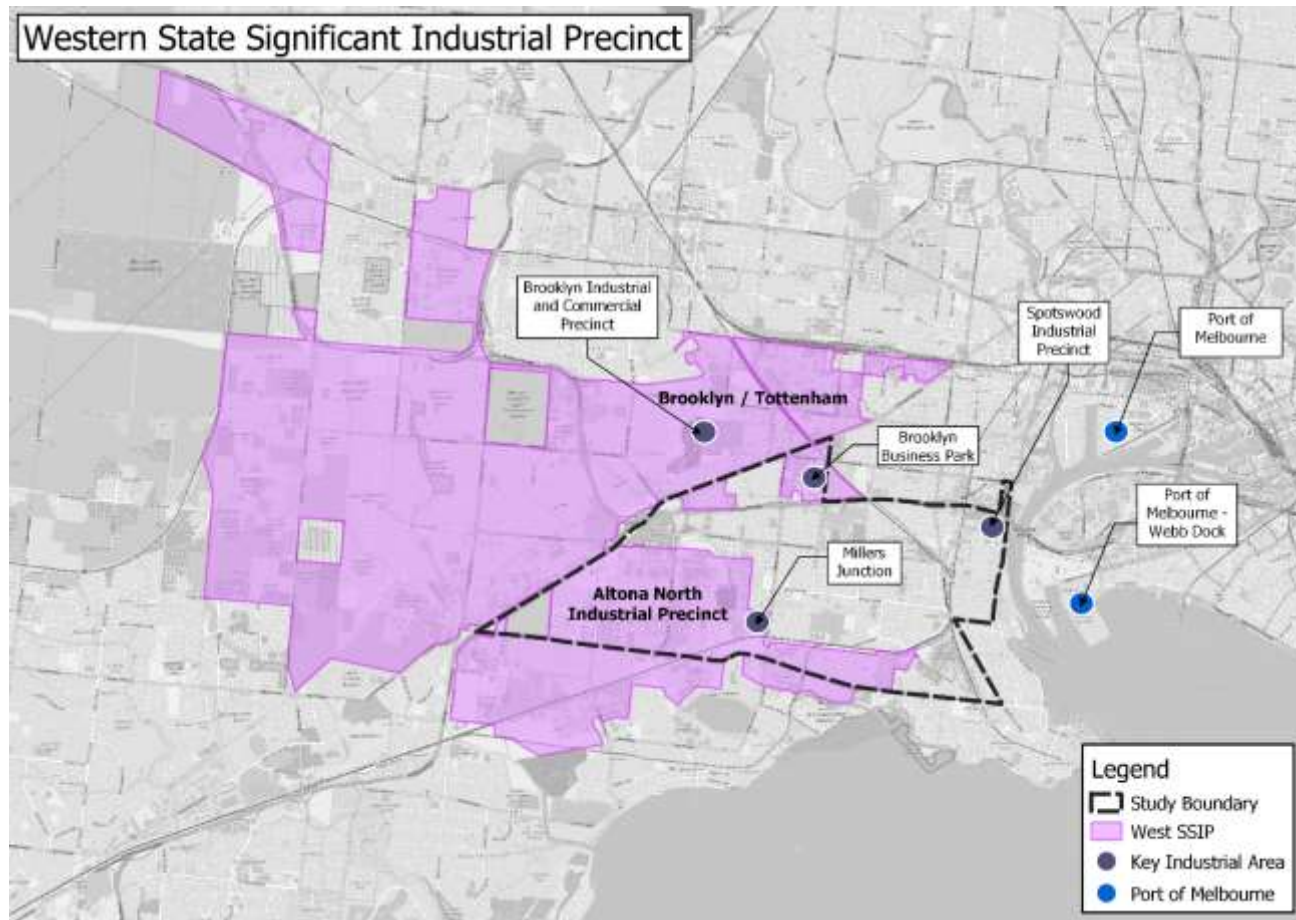 Western State Significant Industrial Precinct
Brooklyn Industrial
and Commercial
Precinct
Spotswood
Industrial
Precinct
Port of
Melbourne
Brooklyn / Tottenham
Brooklyn
Business Park
Port of
Melbourne -
Webb Dock
Millers
Junction
Altona North
Industrial Precinct
Legend
Study Boundary
West SSIP
Key Industrial Area
Port of Melbourne